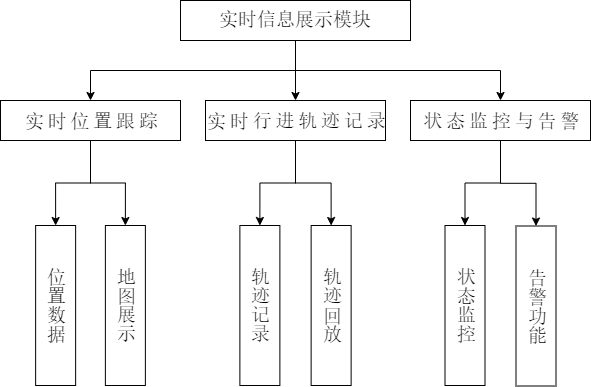 实时信息展示模块
实时位置跟踪
实时行进轨迹记录
状态监控与告警
位置数据
地图展示
轨迹记录
轨迹回放
状态监控
告警功能